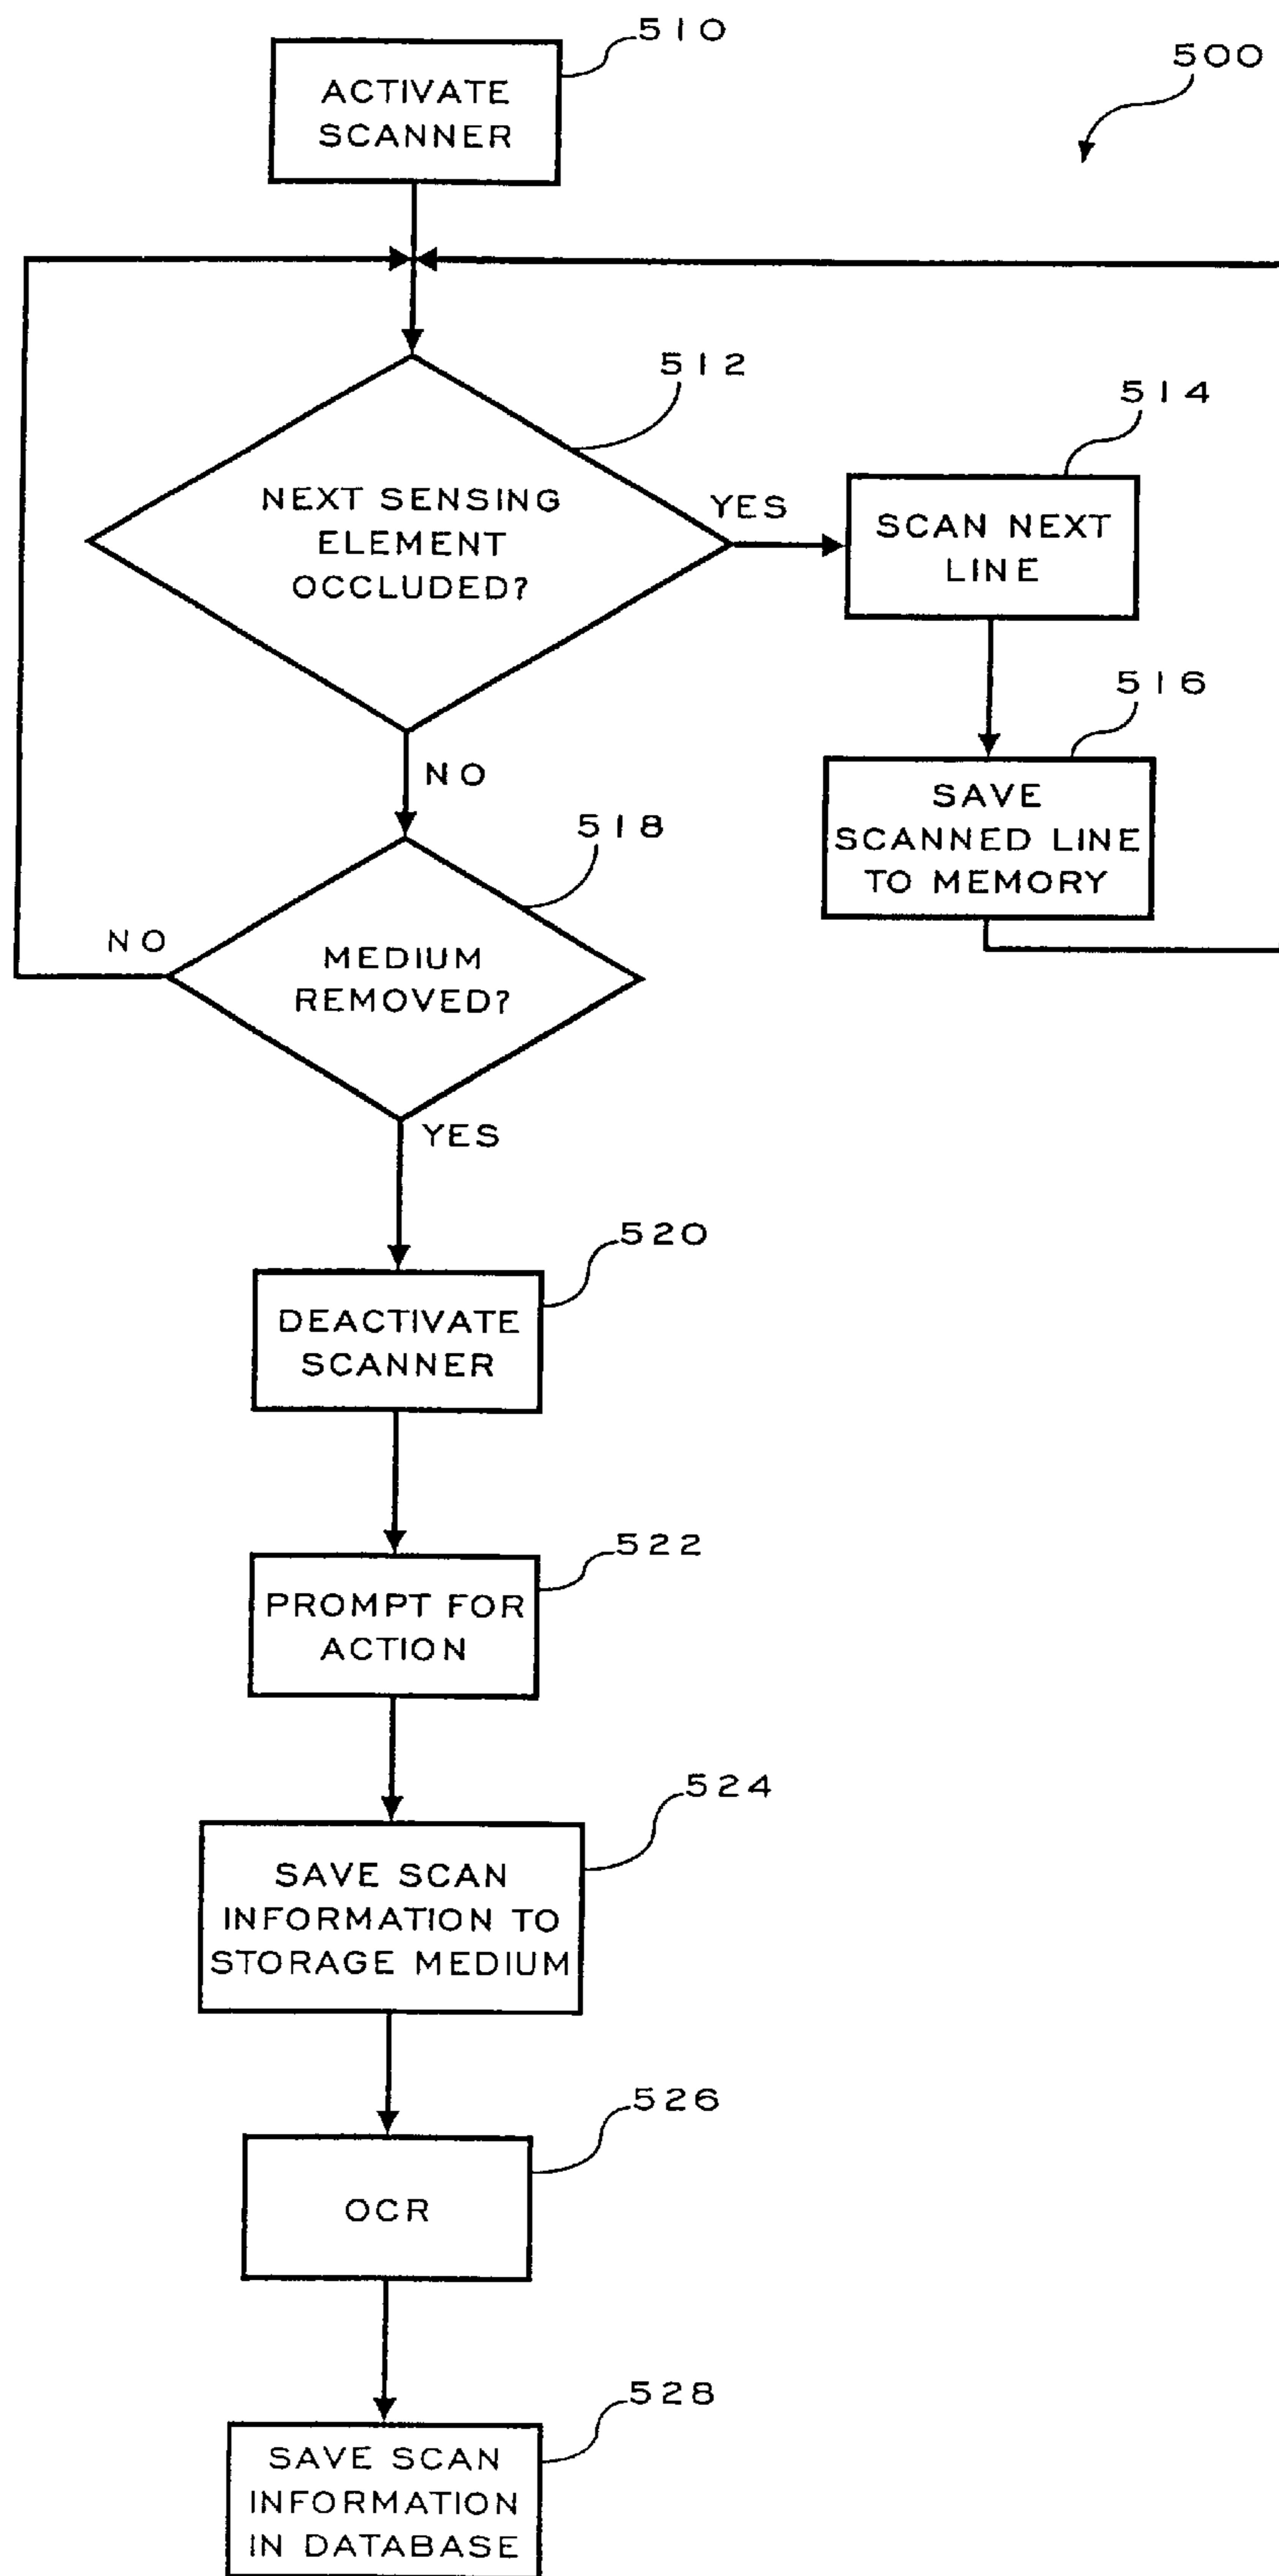 510
ACTIVATE
SCANNER
500
512
NEXT SENSING
ELEMENT
OCCLUDED?
YES
514
SCAN NEXT
LINE
516
SAVE
SCANNED LINE
TO MEMORY
NO
518
MEDIUM
REMOVED?
NO
YES
520
DEACTIVATE
SCANNER
522
PROMPT FOR
ACTION
524
SAVE SCAN
INFORMATION TO
STORAGE MEDIUM
526
OCR
528
SAVE SCAN
INFORMATION
IN DATABASE